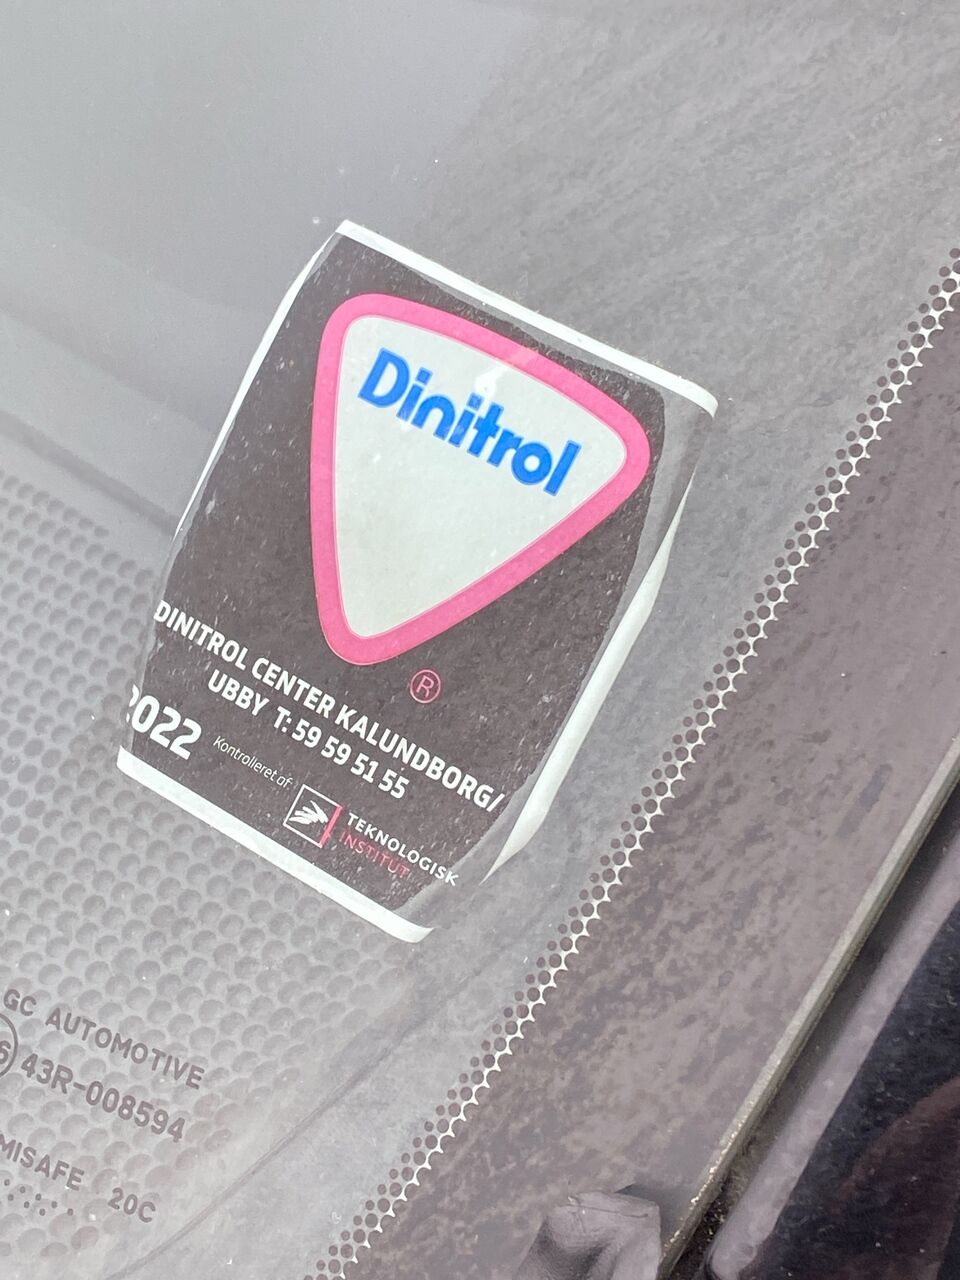 Dinitrol
®
DINITROL CENTER KALUNDBORG/
UBBY T: 59 59 51 55
2022
Kontrolleret af
TEKNOLOGISK
INSTITUT
GC AUTOMOTIVE
43R-008594
MISAFE 20C